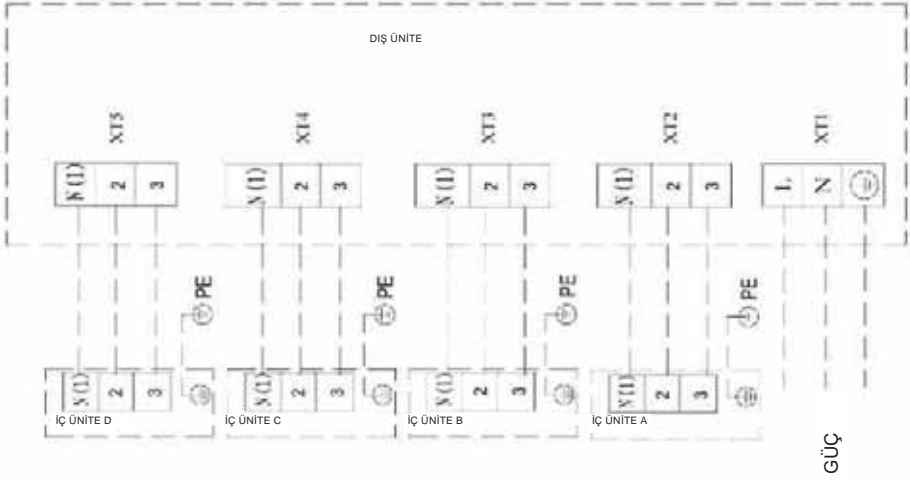 DIŞ ÜNİTE
XT5 XT4 XT3 XT2 XT1
N(1) 2 3 N(1) 2 3 N(1) 2 3 N(1) 2 3 L N
PE PE PE PE
N(1) 2 3 N(1) 2 3 N(1) 2 3 N(1) 2 3
İÇ ÜNİTE D İÇ ÜNİTE C İÇ ÜNİTE B İÇ ÜNİTE A
GÜÇ